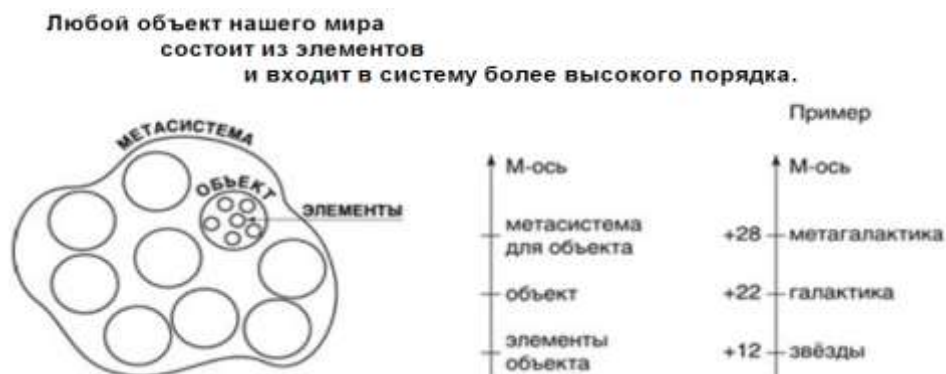 Любой объект нашего мира
состоит из элементов
и входит в систему более высокого порядка.
МЕТАСИСТЕМА
ОБЪЕКТ
ЭЛЕМЕНТЫ
М-ось
метасистема
для объекта
объект
элементы
объекта
Пример
М-ось
+28 метагалактика
+22 галактика
+12 звёзды